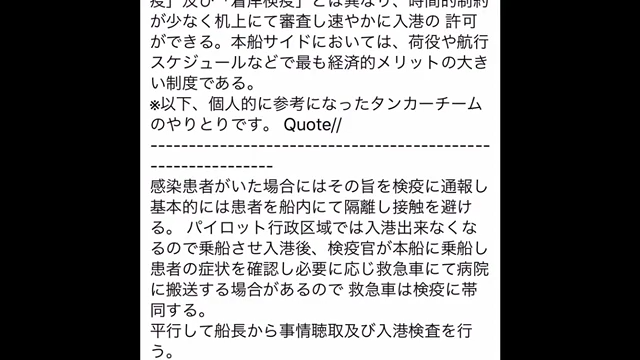 疫」及び「着岸検疫」とは異なり、時間的制約
が少なく机上にて審査し速やかに入港の 許可
ができる。本船サイドにおいては、荷役や航行
スケジュールなどで最も経済的メリットの大き
い制度である。
※以下、個人的に参考になったタンカーチーム
のやりとりです。 Quote//
--------------------------------------------
----------------
感染患者がいた場合にはその旨を検疫に通報し
基本的には患者を船内にて隔離し接触を避け
る。 パイロット行政区域では入港出来なくな
るので乗船させ入港後、検疫官が本船に乗船し
患者の症状を確認し必要に応じ救急車にて病院
に搬送する場合があるので 救急車は検疫に帯
同する。
平行して船長から事情聴取及び入港検査を行
う。